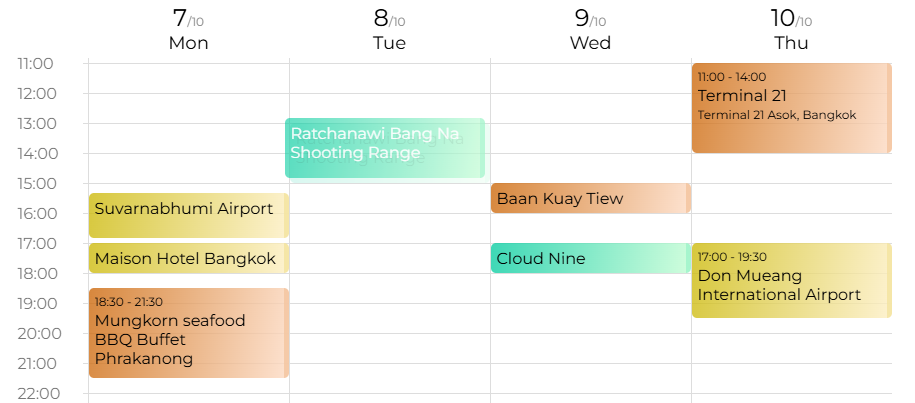 7/10
Mon
8/10
Tue
9/10
Wed
10/10
Thu
11:00
12:00
13:00
14:00
15:00
16:00
17:00
18:00
19:00
20:00
21:00
22:00
Suvarnabhumi Airport
Maison Hotel Bangkok
18:30 - 21:30
Mungkorn seafood
BBQ Buffet
Phrakanong
Ratchanawi Bang Na
Shooting Range
Baan Kuay Tiew
Cloud Nine
11:00 - 14:00
Terminal 21
Terminal 21 Asok, Bangkok
17:00 - 19:30
Don Mueang
International Airport